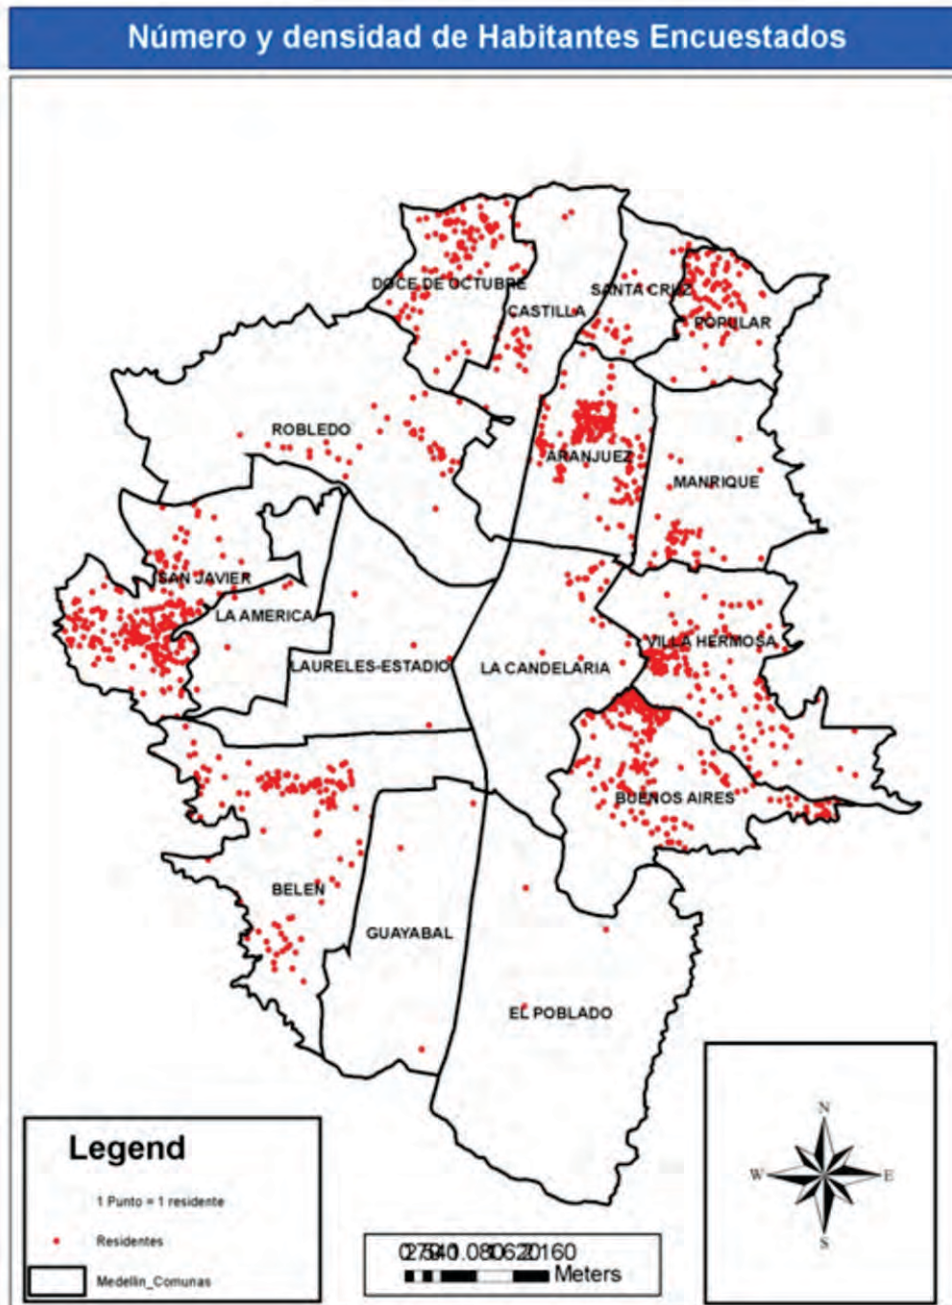 Número y densidad de Habitantes Encuestados
DOCE DE OCTUBRE
SANTA CRUZ
CASTILLA
POPULAR
ROBLEDO
ARANJUEZ
MANRIQUE
SAN JAVIER
LA AMERICA
VILLA HERMOSA
LAURELES-ESTADIO
LA CANDELARIA
BUENOS AIRES
BELEN
GUAYABAL
EL POBLADO
Legend
1 Punto = 1 residente
Residentes
Medellin_Comunas
Meters
N
W
E
S